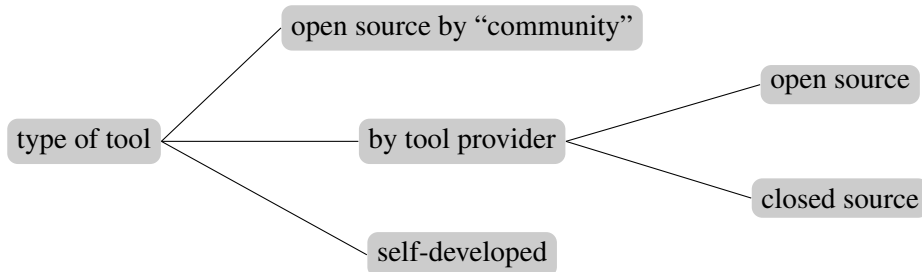 open source by “community”
open source
type of tool
by tool provider
closed source
self-developed